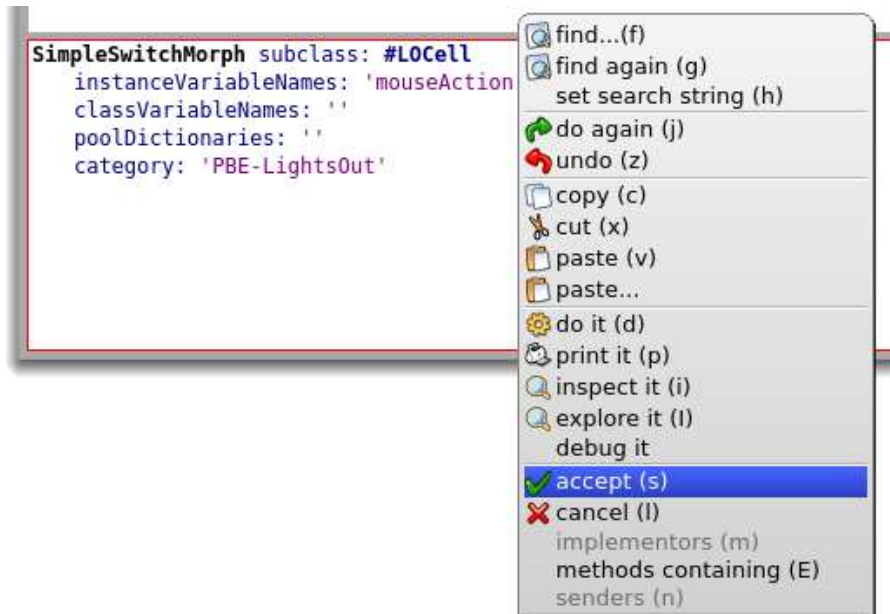 SimpleSwitchMorph subclass: #LOCell
instanceVariableNames: 'mouseAction
classVariableNames: ''
poolDictionaries: ''
category: 'PBE-LightsOut'
find...(f)
find again (g)
set search string (h)
do again (j)
undo (z)
copy (c)
cut (x)
paste (v)
paste...
do it (d)
print it (p)
inspect it (i)
explore it (I)
debug it
accept (s)
cancel (l)
implementors (m)
methods containing (E)
senders (n)